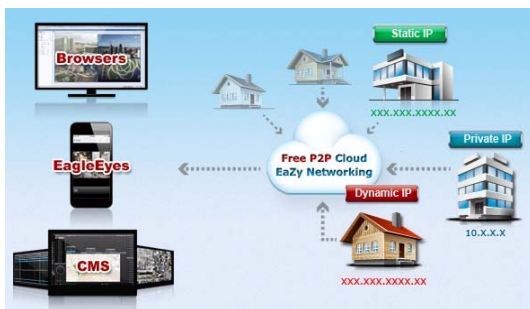 Browsers
Static IP
XXX.XXX.XXXX.XX
EagleEyes
Free P2P Cloud
EaZy Networking
Private IP
10.X.X.X
Dynamic IP
XXX.XXX.XXXX.XX
CMS